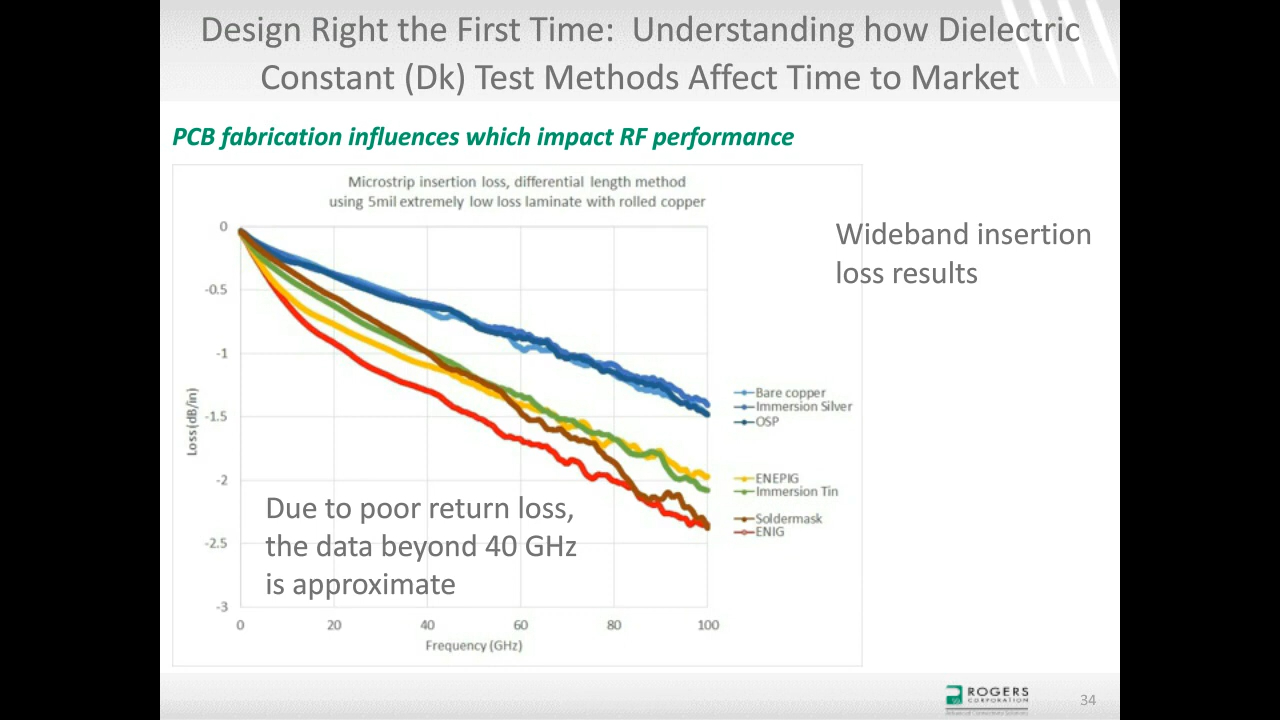 Design Right the First Time:  Understanding how Dielectric
Constant (Dk) Test Methods Affect Time to Market
PCB fabrication influences which impact RF performance
Microstrip insertion loss, differential length method
using 5mil extremely low loss laminate with rolled copper
Wideband insertion
loss results
0
-0.5
-1
-1.5
-2
-2.5
-3
Loss (dB/in)
Bare copper
Immersion Silver
OSP
ENEPIG
Immersion Tin
Soldermask
ENIG
Due to poor return loss,
the data beyond 40 GHz
is approximate
0 20 40 60 80 100
Frequency (GHz)
ROGERS
CORPORATION
Advanced Connectivity Solutions
34